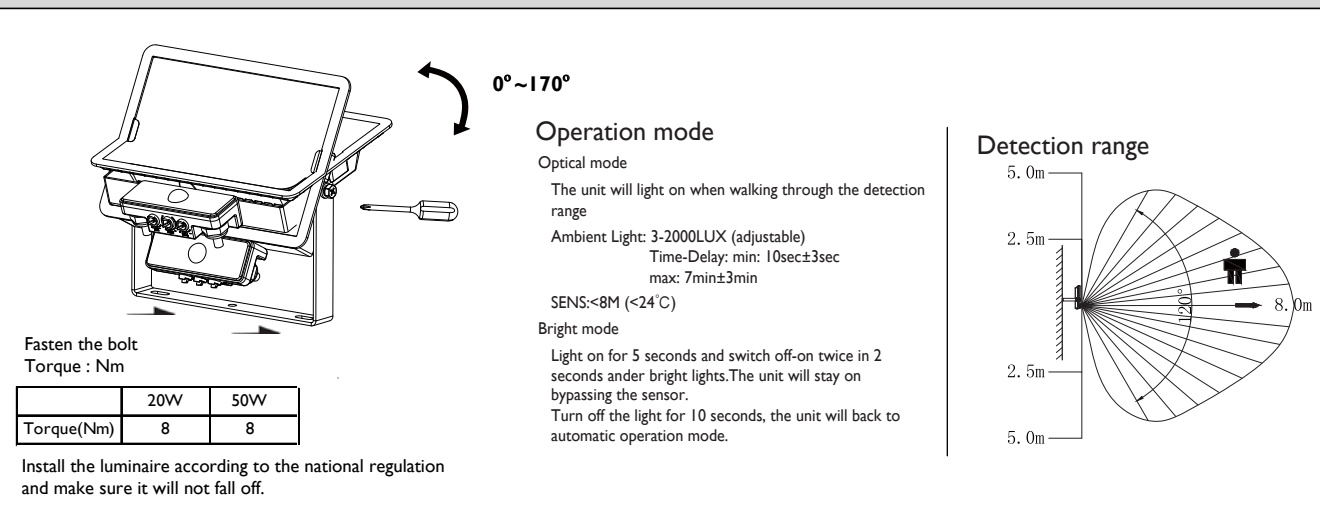 0°~170°
Fasten the bolt
Torque : Nm
20W 50W
Torque(Nm) 8 8
Install the luminaire according to the national regulation
and make sure it will not fall off.
Operation mode
Optical mode
The unit will light on when walking through the detection
range
Ambient Light: 3-2000LUX (adjustable)
Time-Delay: min: 10sec±3sec
max: 7min±3min
SENS:<8M (<24°C)
Bright mode
Light on for 5 seconds and switch off-on twice in 2
seconds ander bright lights.The unit will stay on
bypassing the sensor.
Turn off the light for 10 seconds, the unit will back to
automatic operation mode.
Detection range
5.0m
2.5m
120°
8.0m
2.5m
5.0m